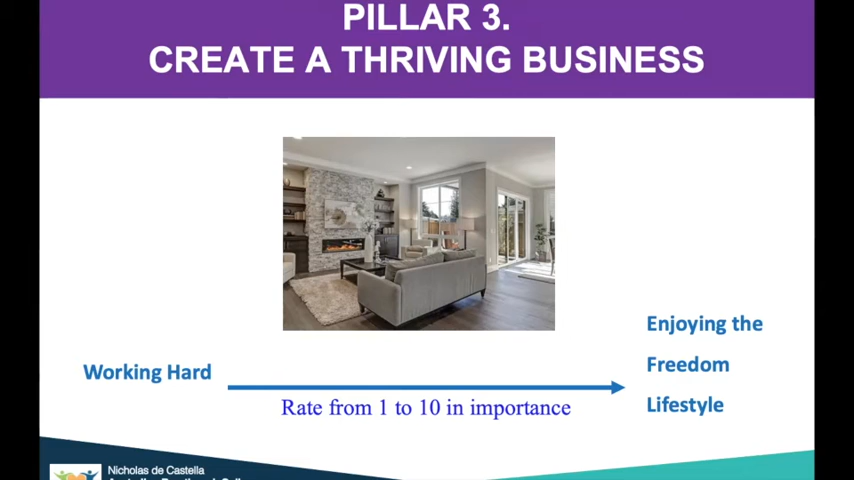 PILLAR 3.
CREATE A THRIVING BUSINESS
Enjoying the
Freedom
Lifestyle
Working Hard
Rate from 1 to 10 in importance
Nicholas de Castella